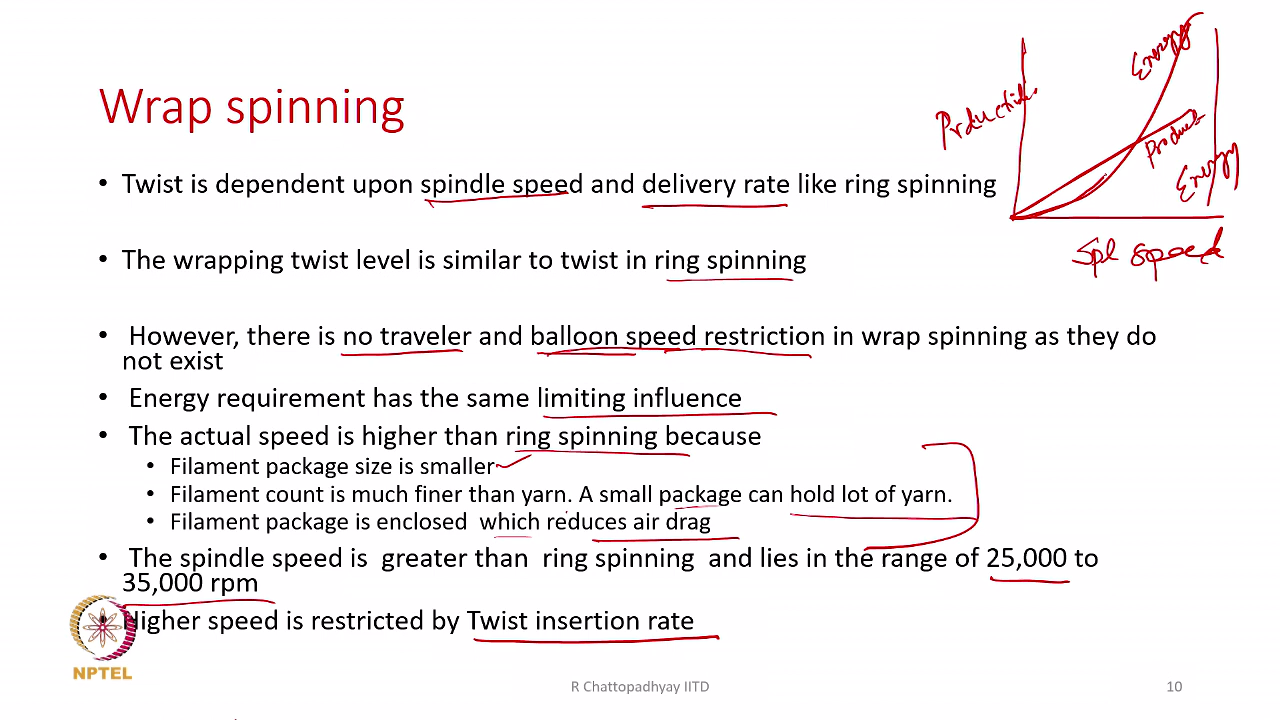 Wrap spinning
• Twist is dependent upon spindle speed and delivery rate like ring spinning
• The wrapping twist level is similar to twist in ring spinning
• However, there is no traveler and balloon speed restriction in wrap spinning as they do
not exist
• Energy requirement has the same limiting influence
• The actual speed is higher than ring spinning because
• Filament package size is smaller
• Filament count is much finer than yarn. A small package can hold lot of yarn.
• Filament package is enclosed which reduces air drag
• The spindle speed is greater than ring spinning and lies in the range of 25,000 to
35,000 rpm
Higher speed is restricted by Twist insertion rate
Production
Energy
Product
Energy
Spl speed
NPTEL
R Chattopadhyay IITD
10